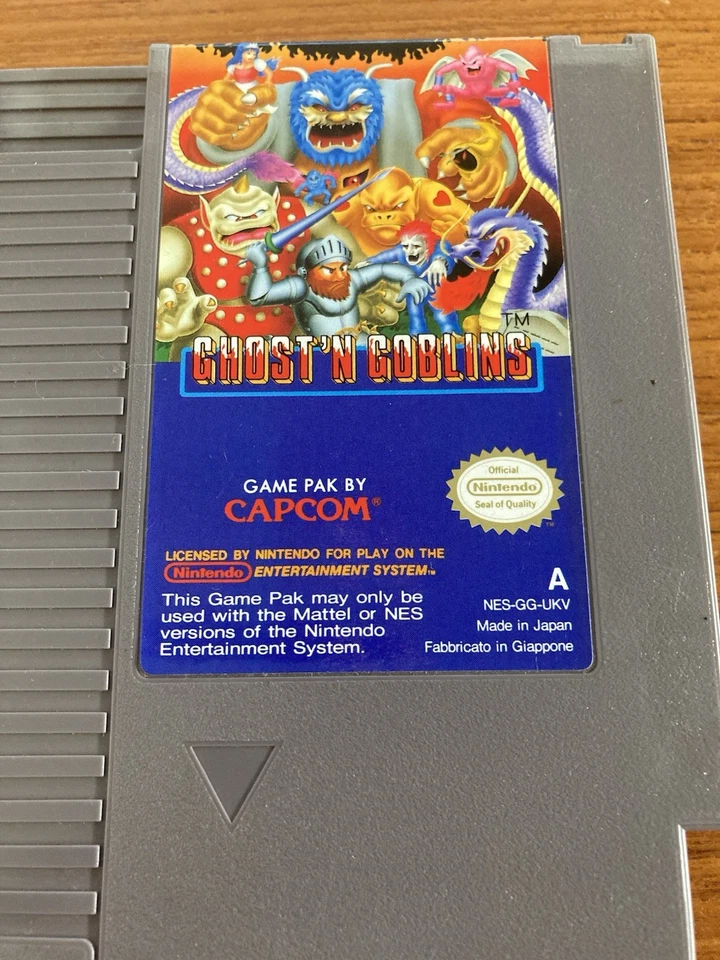 TM
GHOST'N GOBLINS
GAME PAK BY
CAPCOM®
Official
Nintendo
Seal of Quality
TM
LICENSED BY NINTENDO FOR PLAY ON THE
Nintendo ENTERTAINMENT SYSTEM™
This Game Pak may only be
used with the Mattel or NES
versions of the Nintendo
Entertainment System.
A
NES-GG-UKV
Made in Japan
Fabbricato in Giappone